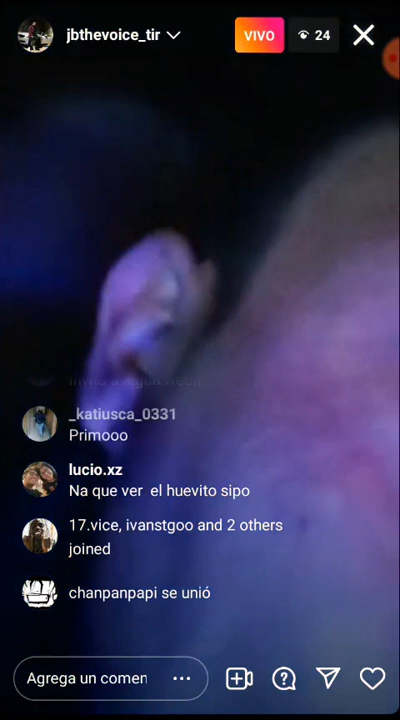 jbthevoice_tir
VIVO
24
_katiusca_0331
Primooo
lucio.xz
Na que ver el huevito sipo
17.vice, ivanstgoo and 2 others
joined
chanpanpapi se unió
Agrega un comen